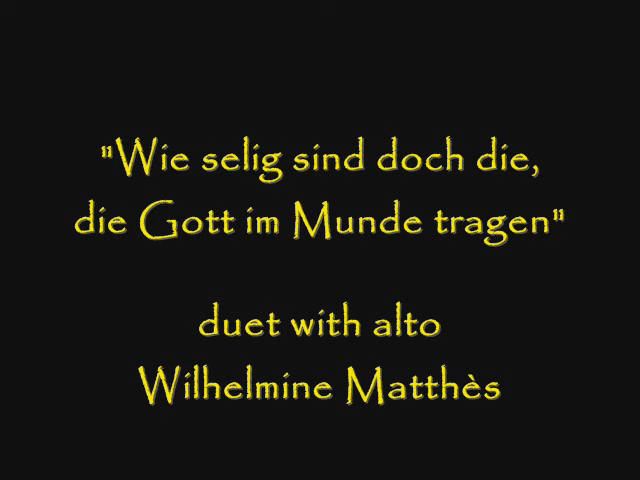 "Wie selig sind doch die,
die Gott im Munde tragen"
duet with alto
Wilhelmine Matthès